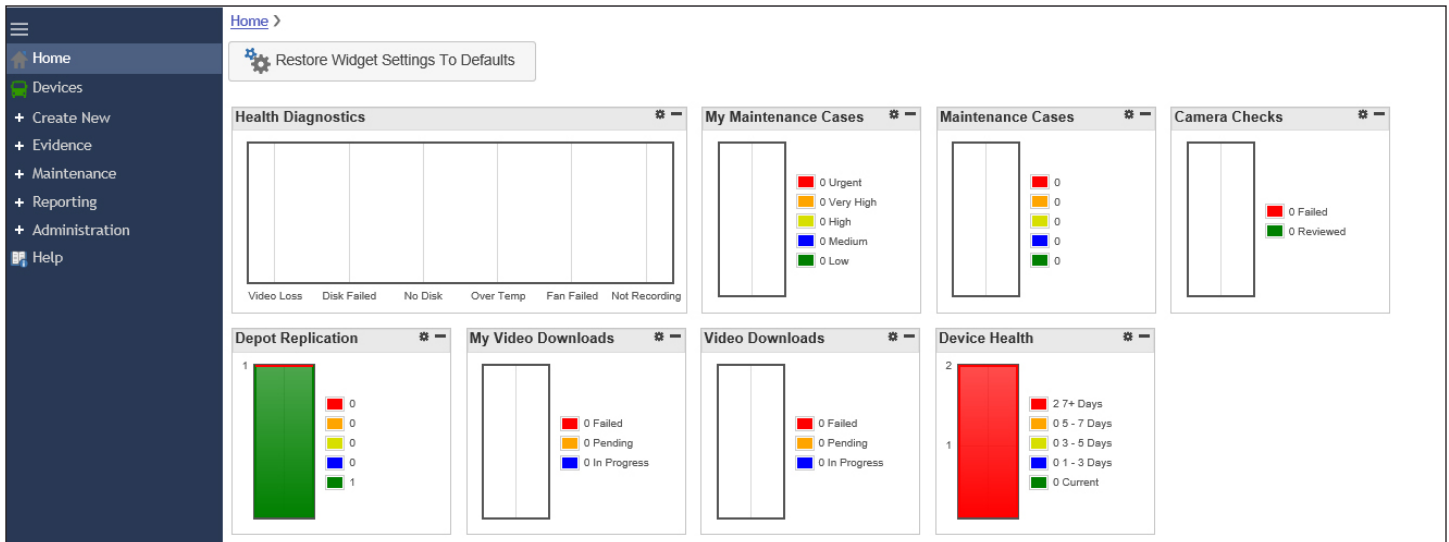 Home >
Home
Devices
+ Create New
+ Evidence
+ Maintenance
+ Reporting
+ Administration
Help
Restore Widget Settings To Defaults
Health Diagnostics
Video Loss Disk Failed No Disk Over Temp Fan Failed Not Recording
My Maintenance Cases
0 Urgent
0 Very High
0 High
0 Medium
0 Low
Maintenance Cases
0
0
0
0
0
Camera Checks
0 Failed
0 Reviewed
Depot Replication
1
0
0
0
0
1
My Video Downloads
0 Failed
0 Pending
0 In Progress
Video Downloads
0 Failed
0 Pending
0 In Progress
Device Health
2
1
2 7+ Days
0 5 - 7 Days
0 3 - 5 Days
0 1 - 3 Days
0 Current